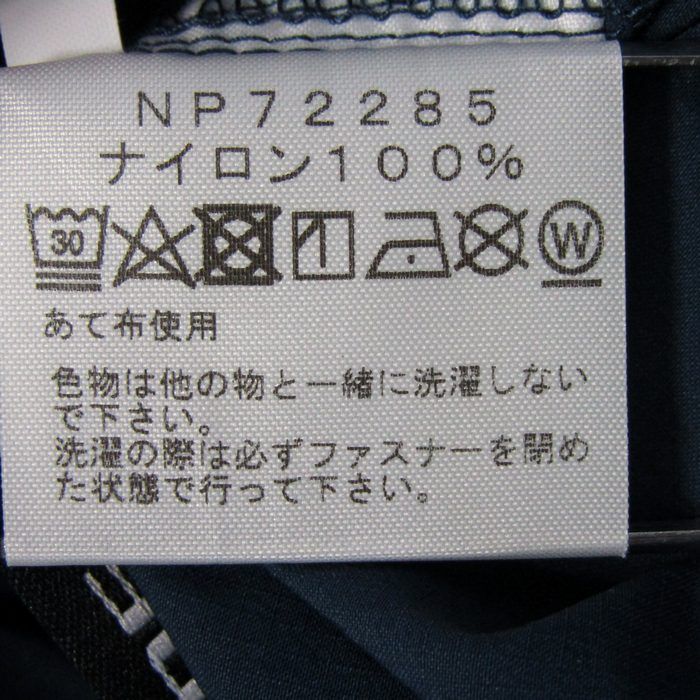 NP72285
ナイロン100%
30
W
あて布使用
色物は他の物と一緒に洗濯しない
で下さい。
洗濯の際は必ずファスナーを閉め
た状態で行って下さい。